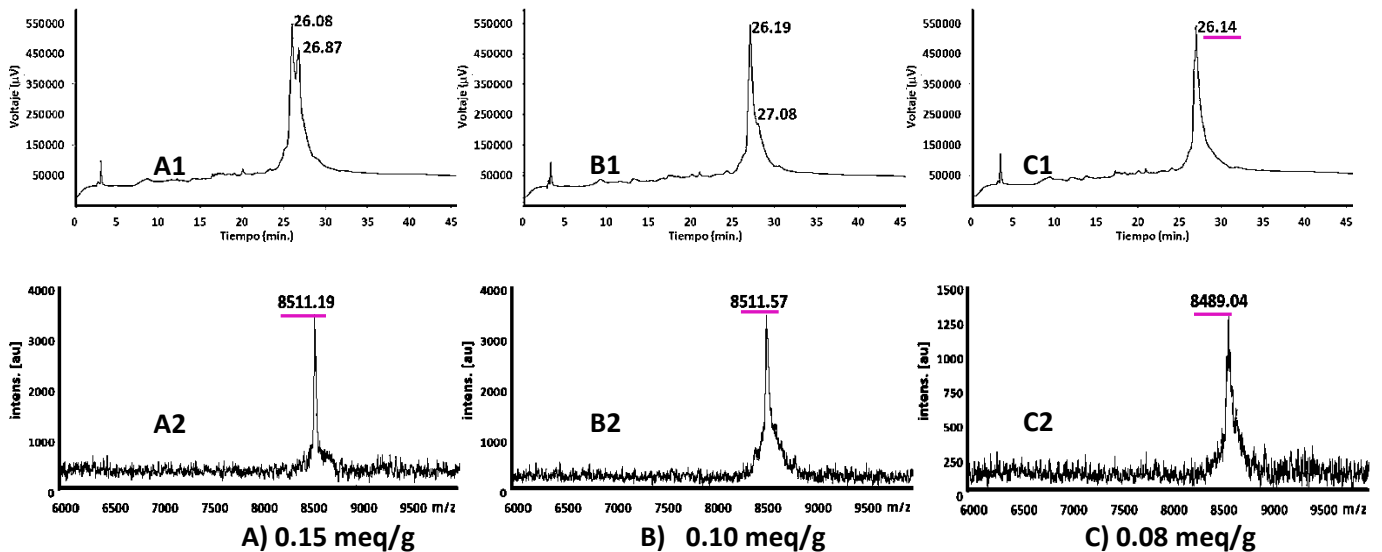 550000
450000
350000
250000
150000
50000
Voltaje (µV)
26.08
26.87
A1
0 5 10 15 20 25 30 35 40 45
Tiempo (min.)
550000
450000
350000
250000
150000
50000
Voltaje (µV)
26.19
27.08
B1
0 5 10 15 20 25 30 35 40 45
Tiempo (min.)
550000
450000
350000
250000
150000
50000
Voltaje (µV)
26.14
C1
0 5 10 15 20 25 30 35 40 45
Tiempo (min.)
4000
3000
2000
1000
0
intens. [au]
8511.19
A2
6000 6500 7000 7500 8000 8500 9000 9500 m/z
4000
3000
2000
1000
0
intens. [au]
8511.57
B2
6000 6500 7000 7500 8000 8500 9000 9500 m/z
1500
1250
1000
750
500
250
0
intens. [au]
8489.04
C2
6000 6500 7000 7500 8000 8500 9000 9500 m/z
A) 0.15 meq/g
B) 0.10 meq/g
C) 0.08 meq/g